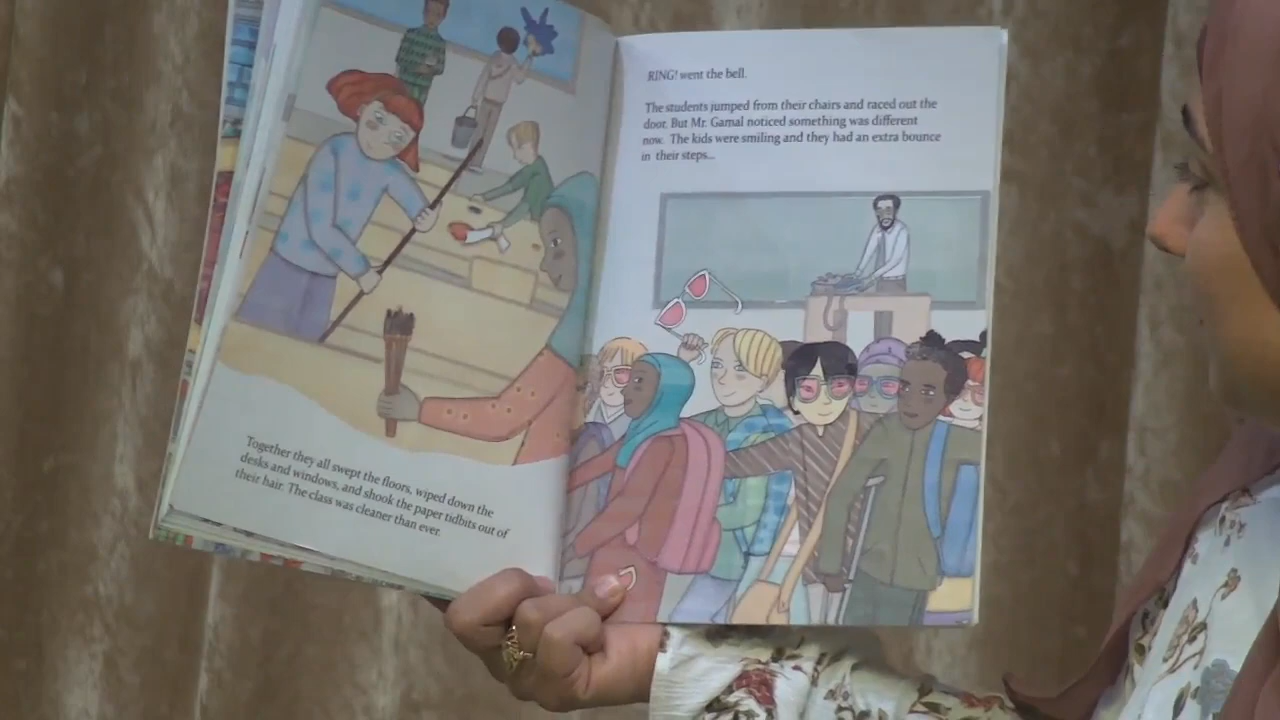 Together they all swept the floors, wiped down the
desks and windows, and shook the paper tidbits out of
their hair. The class was cleaner than ever.
RING! went the bell.
The students jumped from their chairs and raced out the
door. But Mr. Gamal noticed something was different
now. The kids were smiling and they had an extra bounce
in their steps...